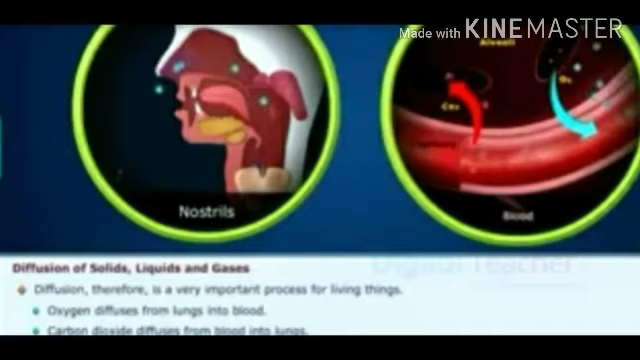 Made with KINEMASTER
Alveoli
O₂
Nostrils
Blood
Diffusion of Solids, Liquids and Gases
Diffusion, therefore, is a very important process for living things.
Oxygen diffuses from lungs into blood.
Carbon dioxide diffuses from blood into lungs.